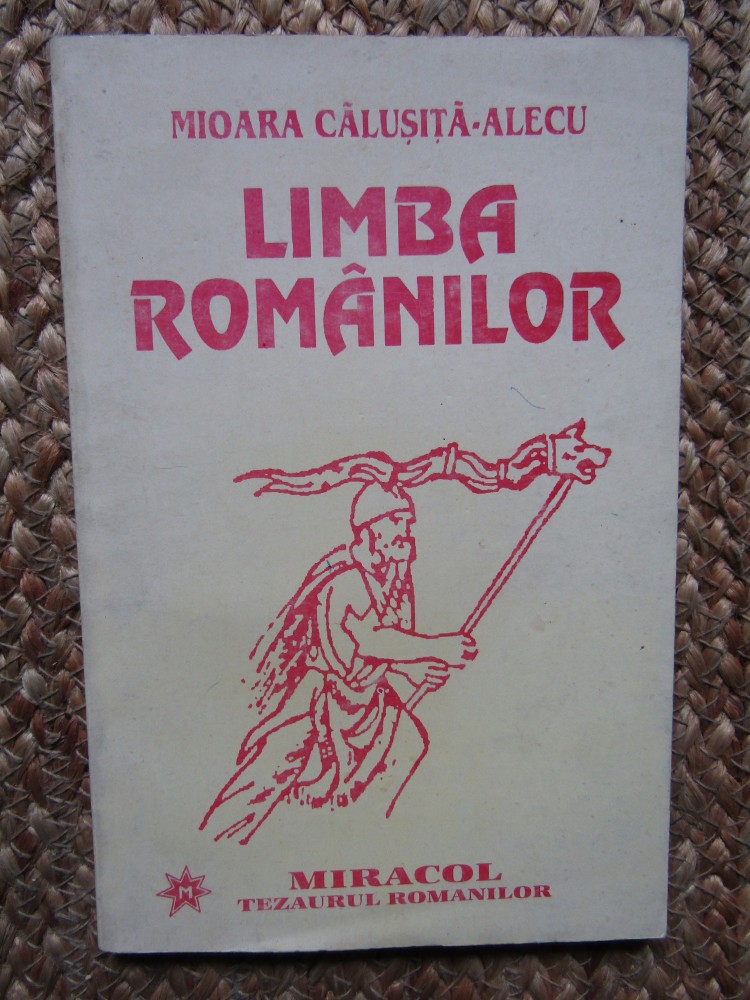 MIOARA CĂLUȘIȚĂ-ALECU
LIMBA
ROMÂNILOR
M
MIRACOL
TEZAURUL ROMANILOR